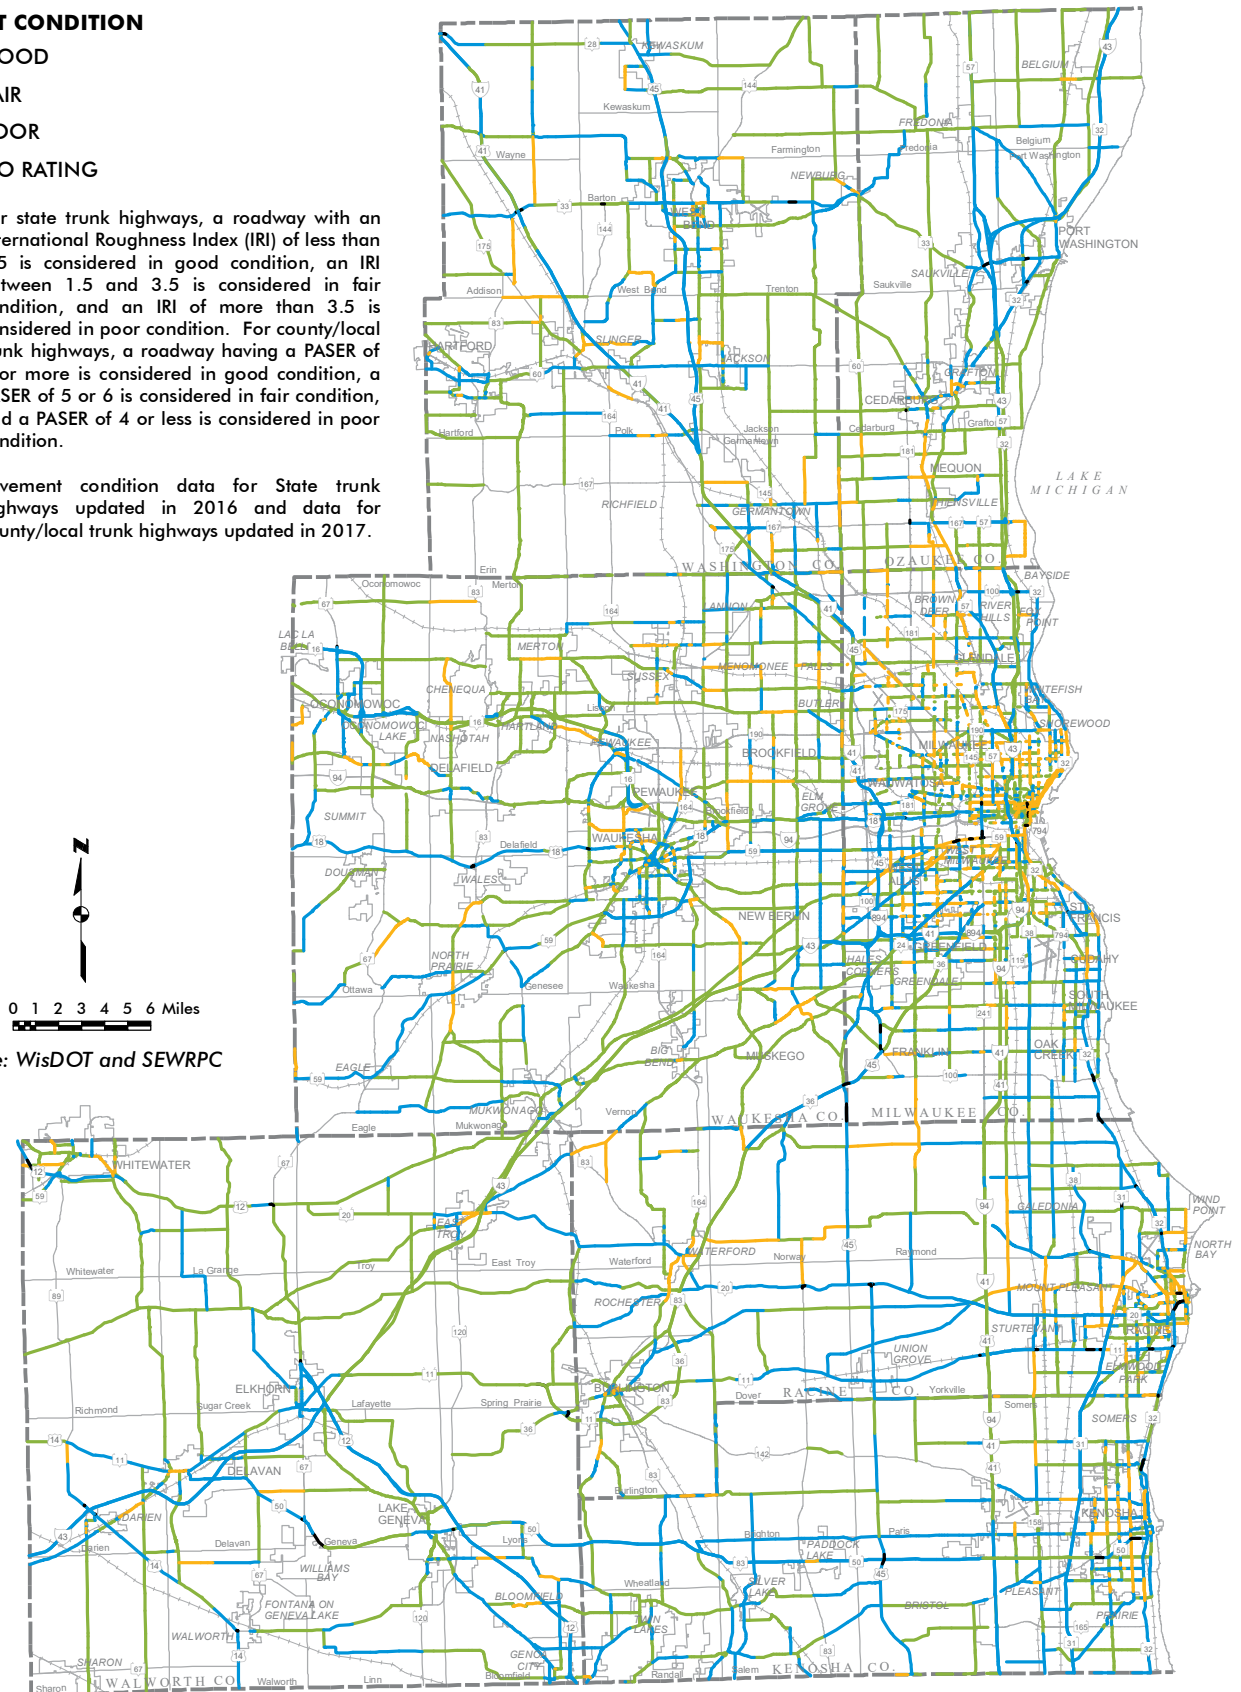 T CONDITION
OOD
AIR
OOR
O RATING
r state trunk highways, a roadway with an
ternational Roughness Index (IRI) of less than
5 is considered in good condition, an IRI
tween 1.5 and 3.5 is considered in fair
ndition, and an IRI of more than 3.5 is
nsidered in poor condition. For county/local
unk highways, a roadway having a PASER of
or more is considered in good condition, a
SER of 5 or 6 is considered in fair condition,
d a PASER of 4 or less is considered in poor
ndition.
vement condition data for State trunk
ghways updated in 2016 and data for
unty/local trunk highways updated in 2017.
N
0 1 2 3 4 5 6 Miles
e: WisDOT and SEWRPC
KEWASKUM
Kewaskum
BELGIUM
FREDONIA
Fredonia
Belgium
Port Washington
Wayne
Farmington
NEWBURG
Barton
WEST
BEND
PORT
WASHINGTON
SAUKVILLE
Saukville
Addison
West Bend
Trenton
HARTFORD
SLINGER
JACKSON
GRAFTON
CEDARBURG
Hartford
Polk
Jackson
Germantown
Cedarburg
Grafton
MEQUON
LAKE
MICHIGAN
RICHFIELD
GERMANTOWN
THIENSVILLE
WASHINGTON CO.
OZAUKEE CO.
Erin
Oconomowoc
Merton
BAYSIDE
LANNON
BROWN
DEER
RIVER
HILLS
FOX
POINT
LAC LA
BELLE
MERTON
GLENDALE
MENOMONEE FALLS
SUSSEX
CHENEQUA
WHITEFISH
BAY
OCONOMOWOC
OCONOMOWOC
LAKE
NASHOTAH
HARTLAND
Lisbon
BUTLER
SHOREWOOD
PEWAUKEE
BROOKFIELD
MILWAUKEE
DELAFIELD
WAUWATOSA
PEWAUKEE
ELM
GROVE
Brookfield
SUMMIT
WAUKESHA
Delafield
WEST
MILWAUKEE
DOUSMAN
WALES
ALLIS
NEW BERLIN
ST.
FRANCIS
NORTH
PRAIRIE
GREENFIELD
HALES
CORNERS
CUDAHY
GREENDALE
Ottawa
Genesee
Waukesha
SOUTH
MILWAUKEE
EAGLE
BIG
BEND
MUSKEGO
FRANKLIN
OAK
CREEK
MUKWONAGO
Mukwonago
Vernon
Eagle
WAUKESHA CO.
MILWAUKEE CO.
WHITEWATER
CALEDONIA
WIND
POINT
NORTH
BAY
EAST
TROY
WATERFORD
Whitewater
La Grange
Troy
East Troy
Waterford
Norway
Raymond
MOUNT PLEASANT
ROCHESTER
STURTEVANT
RACINE
UNION
GROVE
ELMWOOD
PARK
ELKHORN
BURLINGTON
Dover
RACINE CO.
Yorkville
Richmond
Sugar Creek
Lafayette
Spring Prairie
Somers
SOMERS
DELAVAN
Burlington
LAKE
GENEVA
KENOSHA
DARIEN
Darien
Delavan
Geneva
Lyons
Brighton
Paris
PADDOCK
LAKE
WILLIAMS
BAY
BLOOMFIELD
Wheatland
SILVER
LAKE
PLEASANT
PRAIRIE
BRISTOL
FONTANA ON
GENEVA LAKE
TWIN
LAKES
WALWORTH
GENOA
CITY
SHARON
Sharon
WALWORTH CO.
Walworth
Linn
Bloomfield
Randall
Salem
KENOSHA CO.